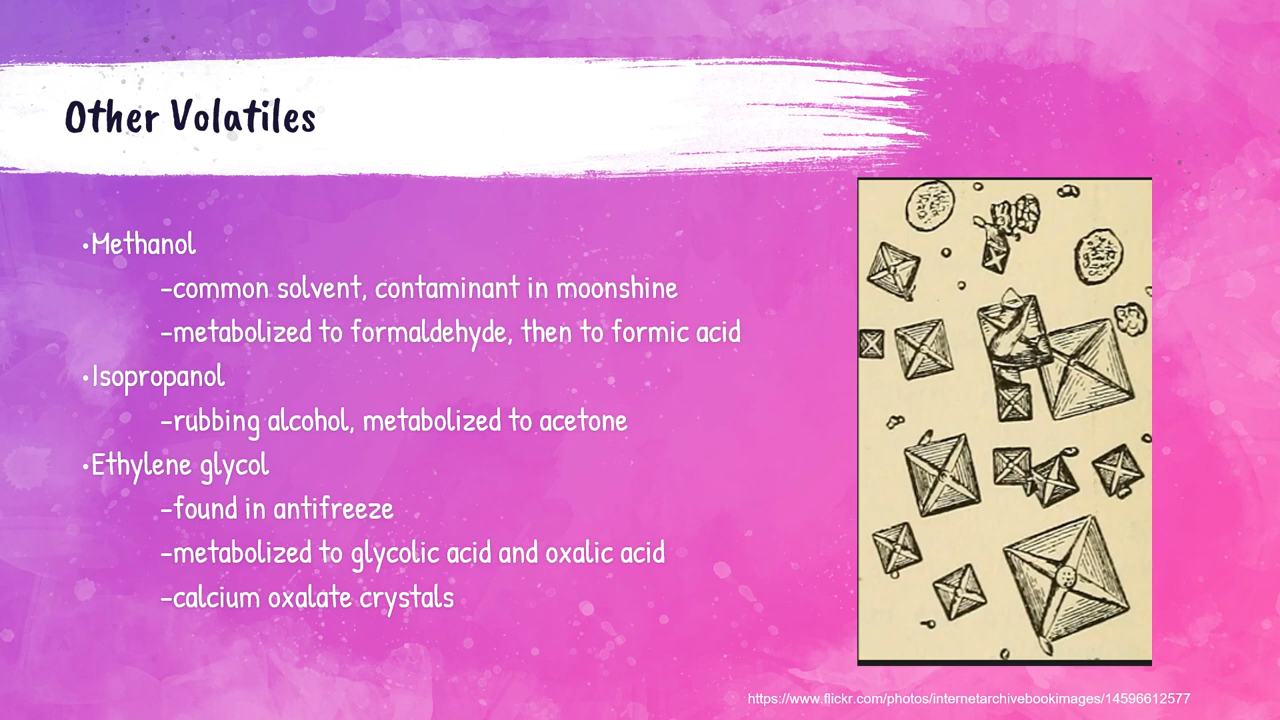 Other Volatiles
•Methanol
–common solvent, contaminant in moonshine
–metabolized to formaldehyde, then to formic acid
•Isopropanol
–rubbing alcohol, metabolized to acetone
•Ethylene glycol
–found in antifreeze
–metabolized to glycolic acid and oxalic acid
–calcium oxalate crystals
https://www.flickr.com/photos/internetarchivebookimages/14596612577